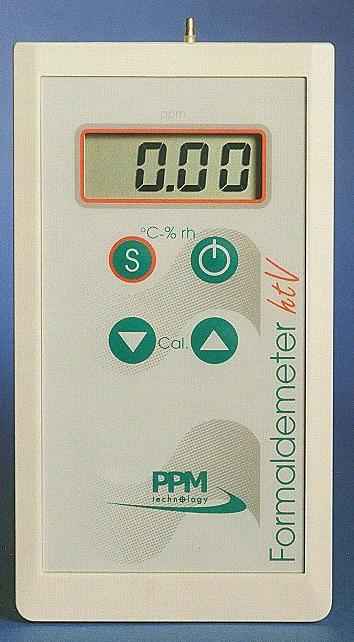 ppm
0.00
°C-% rh
S
Cal.
Formaldemeter htV
PPM
technology